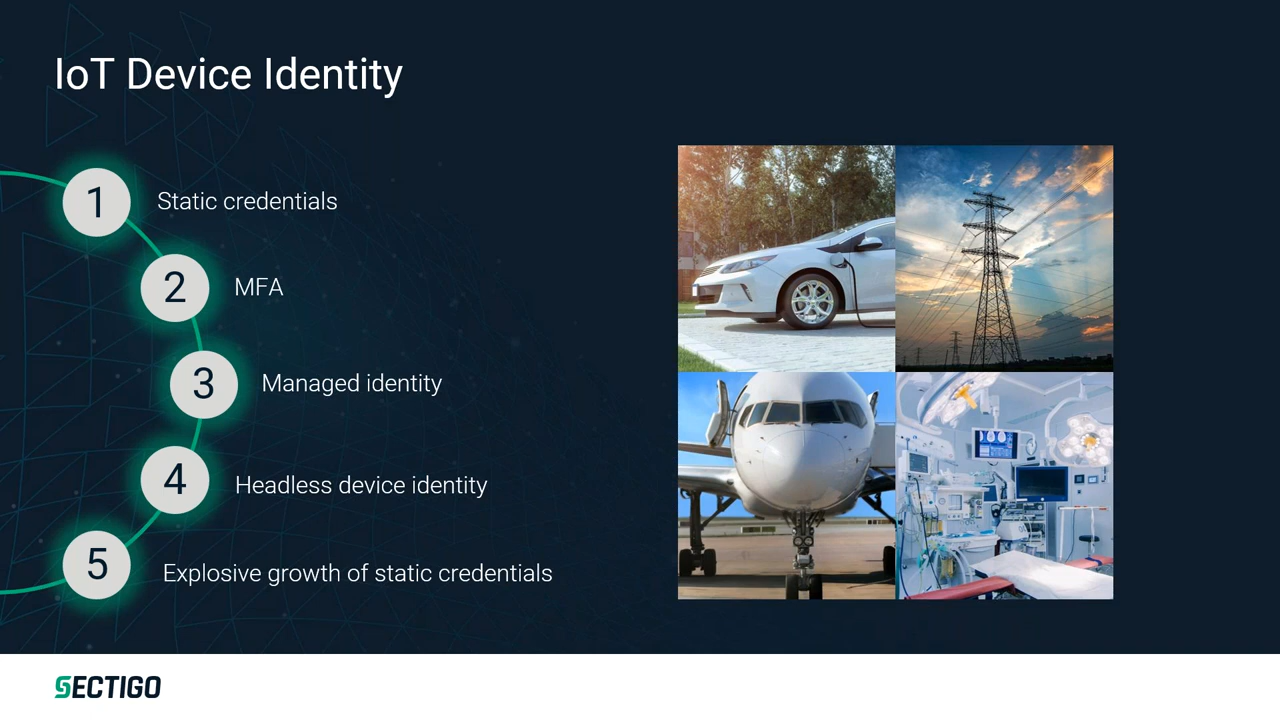 IoT Device Identity
1 Static credentials
2 MFA
3 Managed identity
4 Headless device identity
5 Explosive growth of static credentials
SECTIGO